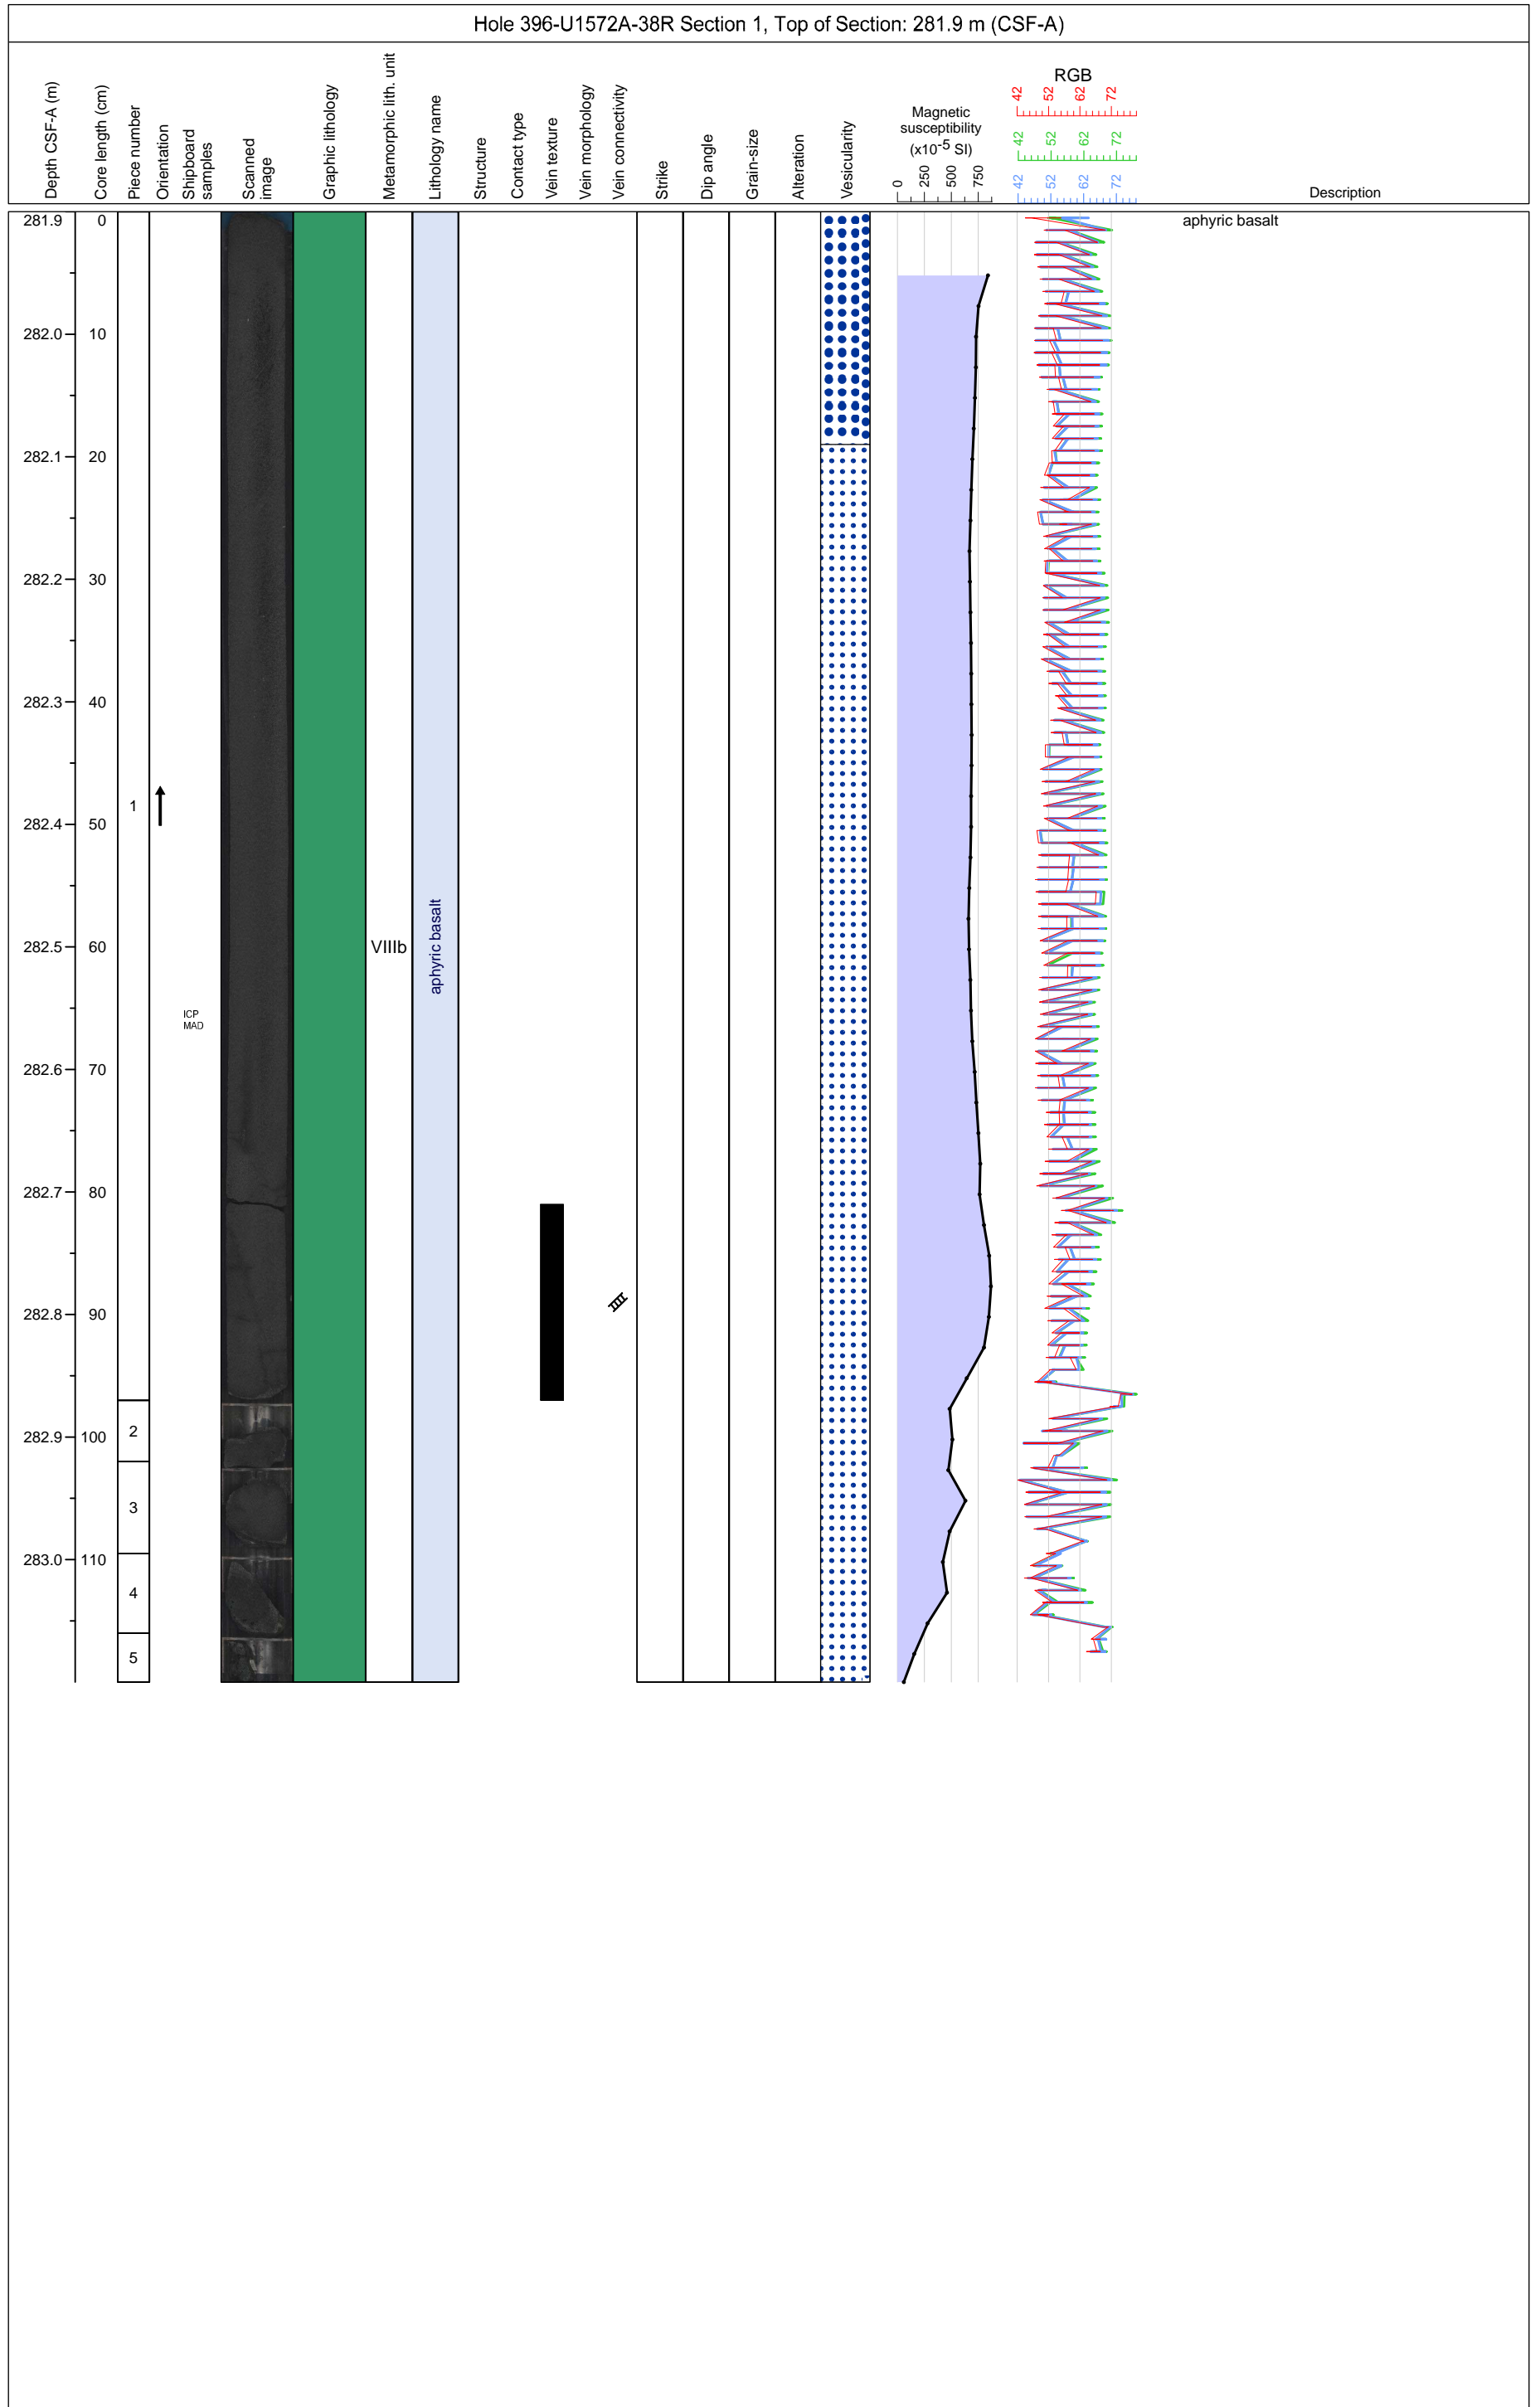 Hole 396-U1572A-38R Section 1, Top of Section: 281.9 m (CSF-A)
Depth CSF-A (m)
Core length (cm)
Piece number
Orientation
Shipboard
samples
Scanned
image
Graphic lithology
Metamorphic lith. unit
Lithology name
Structure
Contact type
Vein texture
Vein morphology
Vein connectivity
Strike
Dip angle
Grain-size
Alteration
Vesicularity
Magnetic
susceptibility
(x10-5 SI)
0 250 500 750
RGB
42 52 62 72
42 52 62 72
42 52 62 72
Description
281.9 0
aphyric basalt
282.0 10
282.1 20
282.2 30
282.3 40
1
282.4 50
282.5 60
VIIIb
aphyric basalt
ICP
MAD
282.6 70
282.7 80
282.8 90
2
282.9 100
3
283.0 110
4
5